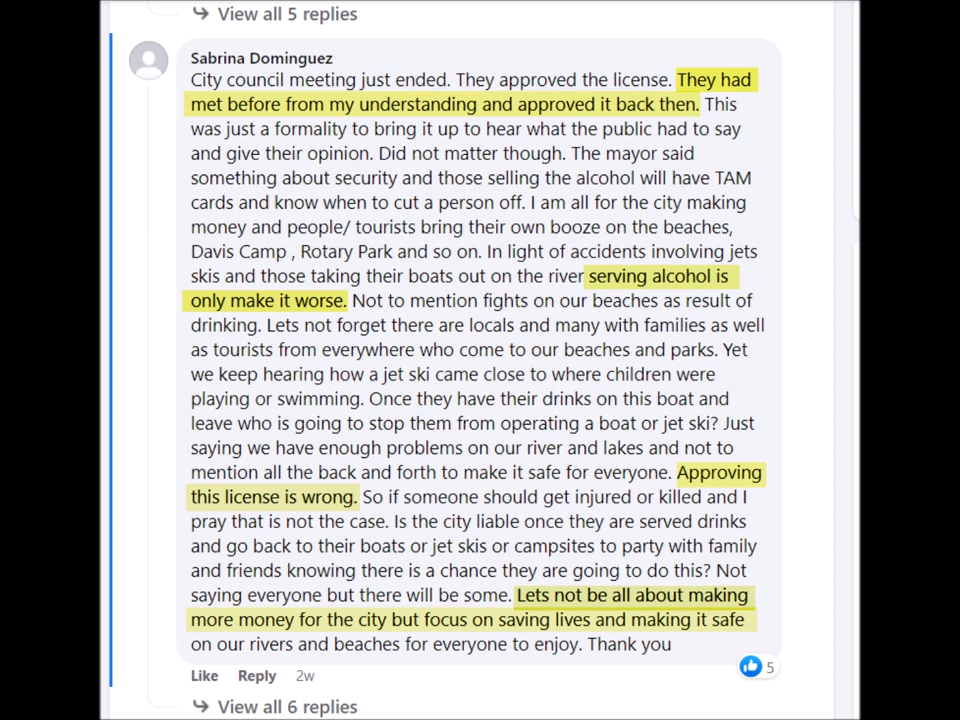 View all 5 replies
Sabrina Dominguez
City council meeting just ended. They approved the license. They had
met before from my understanding and approved it back then. This
was just a formality to bring it up to hear what the public had to say
and give their opinion. Did not matter though. The mayor said
something about security and those selling the alcohol will have TAM
cards and know when to cut a person off. I am all for the city making
money and people/ tourists bring their own booze on the beaches,
Davis Camp , Rotary Park and so on. In light of accidents involving jets
skis and those taking their boats out on the river serving alcohol is
only make it worse. Not to mention fights on our beaches as result of
drinking. Lets not forget there are locals and many with families as well
as tourists from everywhere who come to our beaches and parks. Yet
we keep hearing how a jet ski came close to where children were
playing or swimming. Once they have their drinks on this boat and
leave who is going to stop them from operating a boat or jet ski? Just
saying we have enough problems on our river and lakes and not to
mention all the back and forth to make it safe for everyone. Approving
this license is wrong. So if someone should get injured or killed and I
pray that is not the case. Is the city liable once they are served drinks
and go back to their boats or jet skis or campsites to party with family
and friends knowing there is a chance they are going to do this? Not
saying everyone but there will be some. Lets not be all about making
more money for the city but focus on saving lives and making it safe
on our rivers and beaches for everyone to enjoy. Thank you
5
Like Reply 2w
View all 6 replies